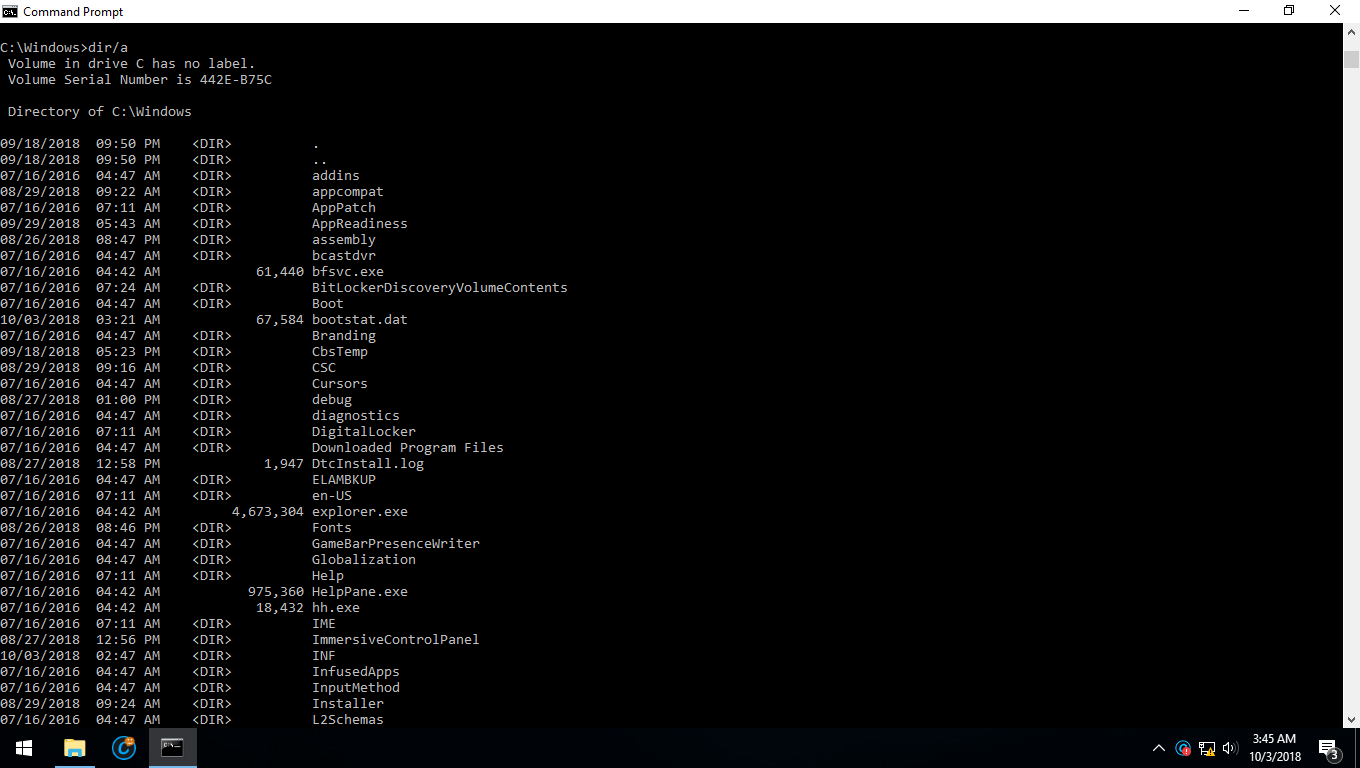 Command Prompt
C:\Windows>dir/a
 Volume in drive C has no label.
 Volume Serial Number is 442E-B75C
 Directory of C:\Windows
09/18/2018  09:50 PM    <DIR>          .
09/18/2018  09:50 PM    <DIR>          ..
07/16/2016  04:47 AM    <DIR>          addins
08/29/2018  09:22 AM    <DIR>          appcompat
07/16/2016  07:11 AM    <DIR>          AppPatch
09/29/2018  05:43 AM    <DIR>          AppReadiness
08/26/2018  08:47 PM    <DIR>          assembly
07/16/2016  04:47 AM    <DIR>          bcastdvr
07/16/2016  04:42 AM            61,440 bfsvc.exe
07/16/2016  07:24 AM    <DIR>          BitLockerDiscoveryVolumeContents
07/16/2016  04:47 AM    <DIR>          Boot
10/03/2018  03:21 AM            67,584 bootstat.dat
07/16/2016  04:47 AM    <DIR>          Branding
09/18/2018  05:23 PM    <DIR>          CbsTemp
08/29/2018  09:16 AM    <DIR>          CSC
07/16/2016  04:47 AM    <DIR>          Cursors
08/27/2018  01:00 PM    <DIR>          debug
07/16/2016  04:47 AM    <DIR>          diagnostics
07/16/2016  07:11 AM    <DIR>          DigitalLocker
07/16/2016  04:47 AM    <DIR>          Downloaded Program Files
08/27/2018  12:58 PM             1,947 DtcInstall.log
07/16/2016  04:47 AM    <DIR>          ELAMBKUP
07/16/2016  07:11 AM    <DIR>          en-US
07/16/2016  04:42 AM         4,673,304 explorer.exe
08/26/2018  08:46 PM    <DIR>          Fonts
07/16/2016  04:47 AM    <DIR>          GameBarPresenceWriter
07/16/2016  04:47 AM    <DIR>          Globalization
07/16/2016  07:11 AM    <DIR>          Help
07/16/2016  04:42 AM           975,360 HelpPane.exe
07/16/2016  04:42 AM            18,432 hh.exe
07/16/2016  07:11 AM    <DIR>          IME
08/27/2018  12:56 PM    <DIR>          ImmersiveControlPanel
10/03/2018  02:47 AM    <DIR>          INF
07/16/2016  04:47 AM    <DIR>          InfusedApps
07/16/2016  04:47 AM    <DIR>          InputMethod
08/29/2018  09:24 AM    <DIR>          Installer
07/16/2016  04:47 AM    <DIR>          L2Schemas
3:45 AM
10/3/2018
3